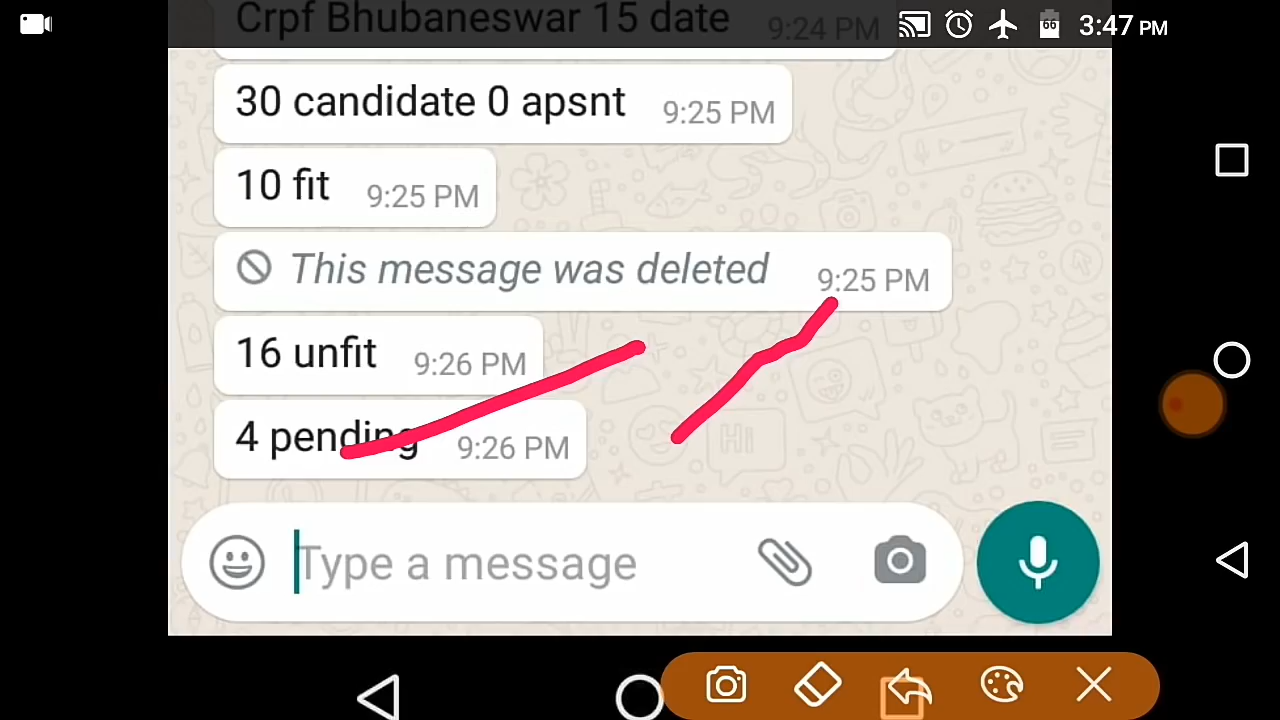 66 3:47 PM
Crpf Bhubaneswar 15 date 9:24 PM
30 candidate 0 apsnt 9:25 PM
10 fit 9:25 PM
This message was deleted 9:25 PM
16 unfit 9:26 PM
4 pending 9:26 PM
Hi
Type a message